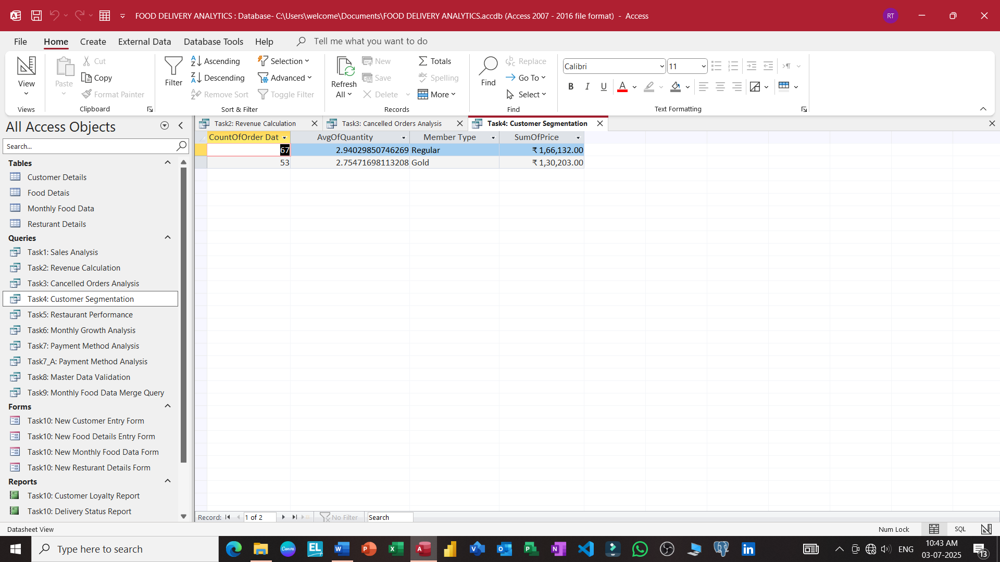 FOOD DELIVERY ANALYTICS : Database- C:\Users\welcome\Documents\FOOD DELIVERY ANALYTICS.accdb (Access 2007 - 2016 file format) - Access
RT
File Home Create External Data Database Tools Help Tell me what you want to do
View
Views
Paste
Cut
Copy
Format Painter
Clipboard
Filter
Ascending
Descending
Remove Sort
Selection
Advanced
Toggle Filter
Sort & Filter
Refresh
All
New
Save
Delete
Totals
Spelling
More
Records
Find
Replace
Go To
Select
Find
Calibri 11
B I U A
Text Formatting
All Access Objects
Search...
Tables
Customer Details
Food Detais
Monthly Food Data
Resturant Details
Queries
Task1: Sales Analysis
Task2: Revenue Calculation
Task3: Cancelled Orders Analysis
Task4: Customer Segmentation
Task5: Restaurant Performance
Task6: Monthly Growth Analysis
Task7: Payment Method Analysis
Task7_A: Payment Method Analysis
Task8: Master Data Validation
Task9: Monthly Food Data Merge Query
Forms
Task10: New Customer Entry Form
Task10: New Food Details Entry Form
Task10: New Monthly Food Data Form
Task10: New Resturant Details Form
Reports
Task10: Customer Loyalty Report
Task10: Delivery Status Report
Task2: Revenue Calculation Task3: Cancelled Orders Analysis Task4: Customer Segmentation
CountOfOrder Dat AvgOfQuantity Member Type SumOfPrice
67 2.94029850746269 Regular ₹ 1,66,132.00
53 2.75471698113208 Gold ₹ 1,30,203.00
Record: 1 of 2 No Filter Search
Datasheet View Num Lock SQL
Type here to search
ENG
10:43 AM
03-07-2025
13